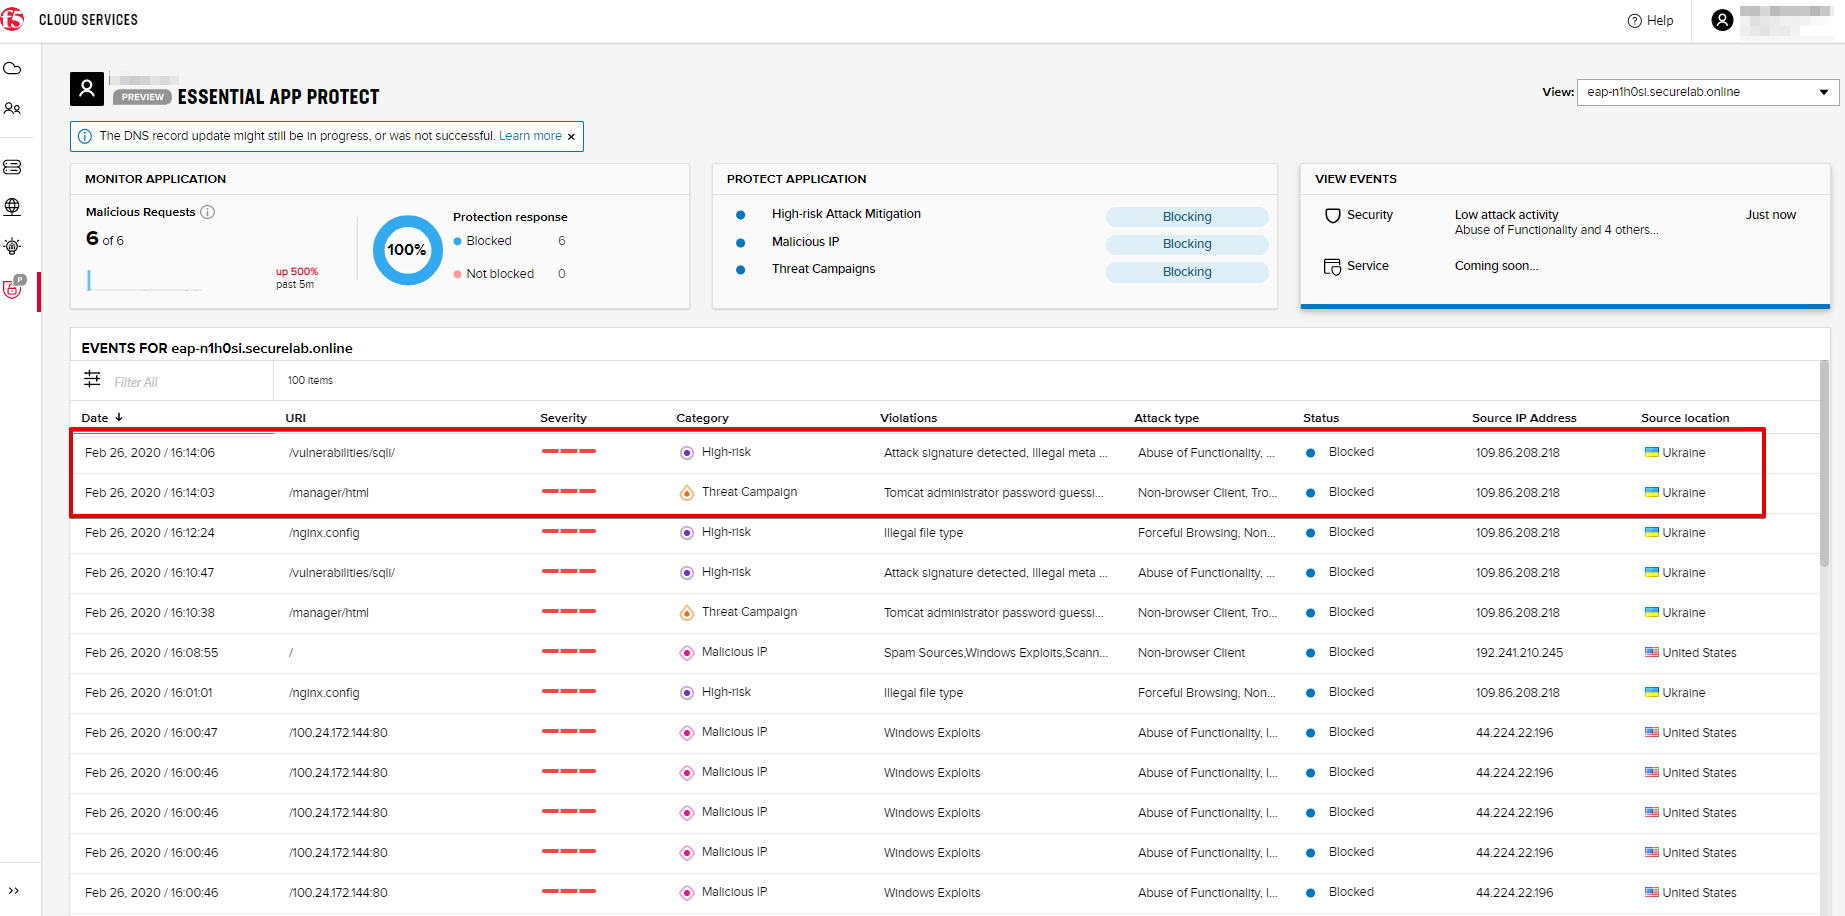 f5 CLOUD SERVICES
Help
PREVIEW ESSENTIAL APP PROTECT
View: eap-n1h0si.securelab.online
The DNS record update might still be in progress, or was not successful. Learn more ×
MONITOR APPLICATION
Malicious Requests
6 of 6
up 500%
past 5m
100%
Protection response
Blocked 6
Not blocked 0
PROTECT APPLICATION
High-risk Attack Mitigation Blocking
Malicious IP Blocking
Threat Campaigns Blocking
VIEW EVENTS
Security Low attack activity Just now
Abuse of Functionality and 4 others...
Service Coming soon...
P
EVENTS FOR eap-n1h0si.securelab.online
Filter All 100 items
Date URI Severity Category Violations Attack type Status Source IP Address Source location
Feb 26, 2020 / 16:14:06 /vulnerabilities/sqli/ High-risk Attack signature detected, Illegal meta ... Abuse of Functionality, ... Blocked 109.86.208.218 Ukraine
Feb 26, 2020 / 16:14:03 /manager/html Threat Campaign Tomcat administrator password guessi... Non-browser Client, Tro... Blocked 109.86.208.218 Ukraine
Feb 26, 2020 / 16:12:24 /nginx.config High-risk Illegal file type Forceful Browsing, Non... Blocked 109.86.208.218 Ukraine
Feb 26, 2020 / 16:10:47 /vulnerabilities/sqli/ High-risk Attack signature detected, Illegal meta ... Abuse of Functionality, ... Blocked 109.86.208.218 Ukraine
Feb 26, 2020 / 16:10:38 /manager/html Threat Campaign Tomcat administrator password guessi... Non-browser Client, Tro... Blocked 109.86.208.218 Ukraine
Feb 26, 2020 / 16:08:55 / Malicious IP Spam Sources,Windows Exploits,Scann... Non-browser Client Blocked 192.241.210.245 United States
Feb 26, 2020 / 16:01:01 /nginx.config High-risk Illegal file type Forceful Browsing, Non... Blocked 109.86.208.218 Ukraine
Feb 26, 2020 / 16:00:47 /100.24.172.144:80 Malicious IP Windows Exploits Abuse of Functionality, I... Blocked 44.224.22.196 United States
Feb 26, 2020 / 16:00:46 /100.24.172.144:80 Malicious IP Windows Exploits Abuse of Functionality, I... Blocked 44.224.22.196 United States
Feb 26, 2020 / 16:00:46 /100.24.172.144:80 Malicious IP Windows Exploits Abuse of Functionality, I... Blocked 44.224.22.196 United States
Feb 26, 2020 / 16:00:46 /100.24.172.144:80 Malicious IP Windows Exploits Abuse of Functionality, I... Blocked 44.224.22.196 United States
Feb 26, 2020 / 16:00:46 /100.24.172.144:80 Malicious IP Windows Exploits Abuse of Functionality, I... Blocked 44.224.22.196 United States